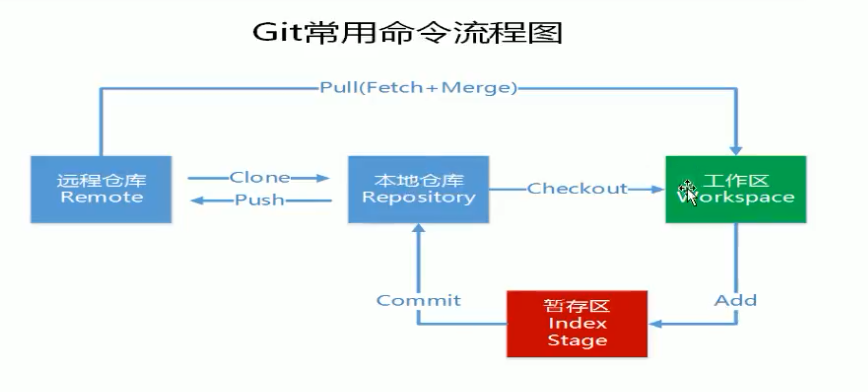 Git常用命令流程图
Pull(Fetch+Merge)
远程仓库
Remote
Clone
Push
本地仓库
Repository
Checkout
工作区
Workspace
Commit
暂存区
Index
Stage
Add